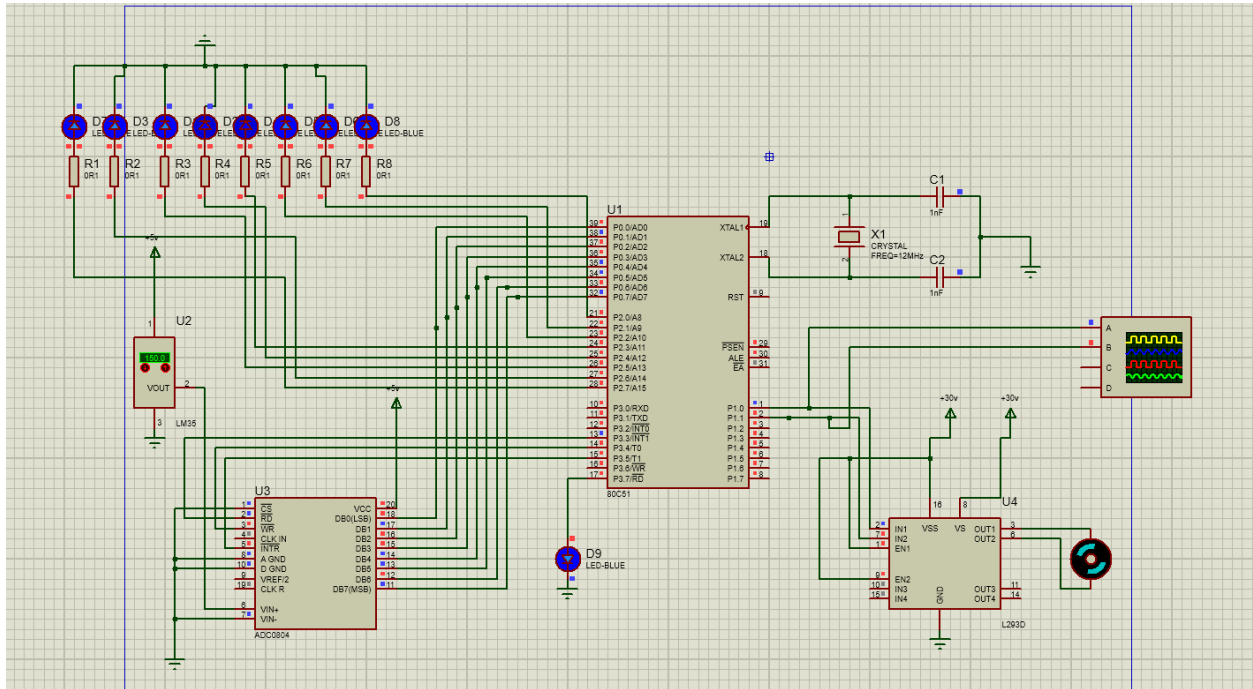 D8
LED-BLUE
D3
R1
0R1
R2
0R1
R3
0R1
R4
0R1
R5
0R1
R6
0R1
R7
0R1
R8
0R1
+5v
U2
1
150.0
VOUT
2
3
LM35
U1
39
P0.0/AD0
38
P0.1/AD1
37
P0.2/AD2
36
P0.3/AD3
35
P0.4/AD4
34
P0.5/AD5
33
P0.6/AD6
32
P0.7/AD7
21
P2.0/A8
22
P2.1/A9
23
P2.2/A10
24
P2.3/A11
25
P2.4/A12
26
P2.5/A13
27
P2.6/A14
28
P2.7/A15
10
P3.0/RXD
11
P3.1/TXD
12
P3.2/INT0
13
P3.3/INT1
14
P3.4/T0
15
P3.5/T1
16
P3.6/WR
17
P3.7/RD
XTAL1
19
XTAL2
18
RST
9
PSEN
29
ALE
30
EA
31
P1.0
1
P1.1
2
P1.2
3
P1.3
4
P1.4
5
P1.5
6
P1.6
7
P1.7
8
80C51
C1
1nF
1
X1
CRYSTAL
FREQ=12MHz
2
C2
1nF
A
B
C
D
+5v
U3
1
CS
2
RD
3
WR
4
CLK IN
5
INTR
8
A GND
10
D GND
9
VREF/2
19
CLK R
6
VIN+
7
VIN-
VCC
20
DB0(LSB)
18
DB1
17
DB2
16
DB3
15
DB4
14
DB5
13
DB6
12
DB7(MSB)
11
ADC0804
D9
LED-BLUE
+30v
+30v
U4
16
8
2
IN1
7
IN2
1
EN1
9
EN2
10
IN3
15
IN4
VSS
VS
OUT1
3
OUT2
6
OUT3
11
OUT4
14
GND
L293D